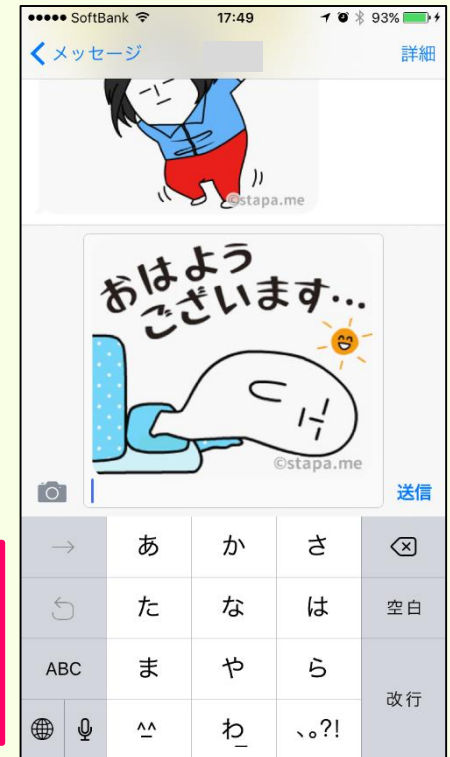 SoftBank 17:49 93%
メッセージ 詳細
©stapa.me
おはよう
ございます…
©stapa.me
送信
→ あ か さ
た な は 空白
ABC ま や ら 改行
^^ わ 、。?!